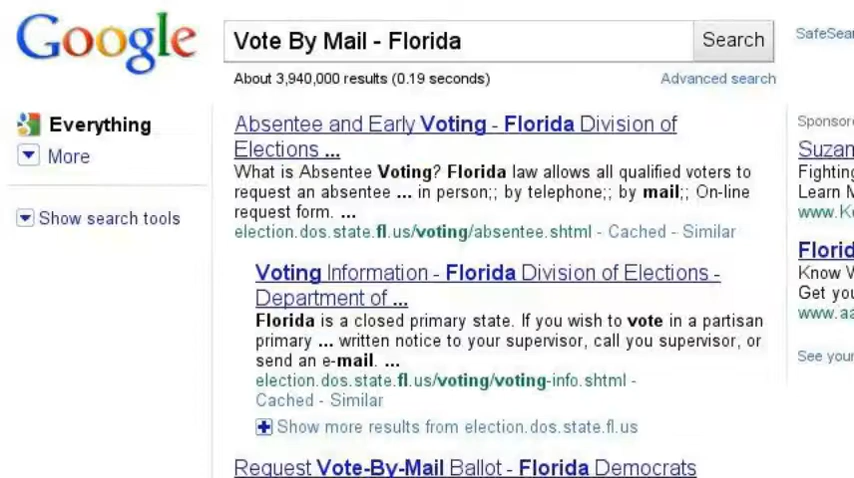 Google
Vote By Mail - Florida
Search
SafeSear
About 3,940,000 results (0.19 seconds)
Advanced search
Everything
More
Show search tools
Absentee and Early Voting - Florida Division of
Elections ...
What is Absentee Voting? Florida law allows all qualified voters to
request an absentee ... in person;; by telephone;; by mail;; On-line
request form. ...
election.dos.state.fl.us/voting/absentee.shtml - Cached - Similar
Voting Information - Florida Division of Elections -
Department of ...
Florida is a closed primary state. If you wish to vote in a partisan
primary ... written notice to your supervisor, call you supervisor, or
send an e-mail. ...
election.dos.state.fl.us/voting/voting-info.shtml -
Cached - Similar
Show more results from election.dos.state.fl.us
Request Vote-By-Mail Ballot - Florida Democrats
Sponsore
Suzan
Fighting
Learn M
www.Ke
Florid
Know V
Get you
www.aa
See your